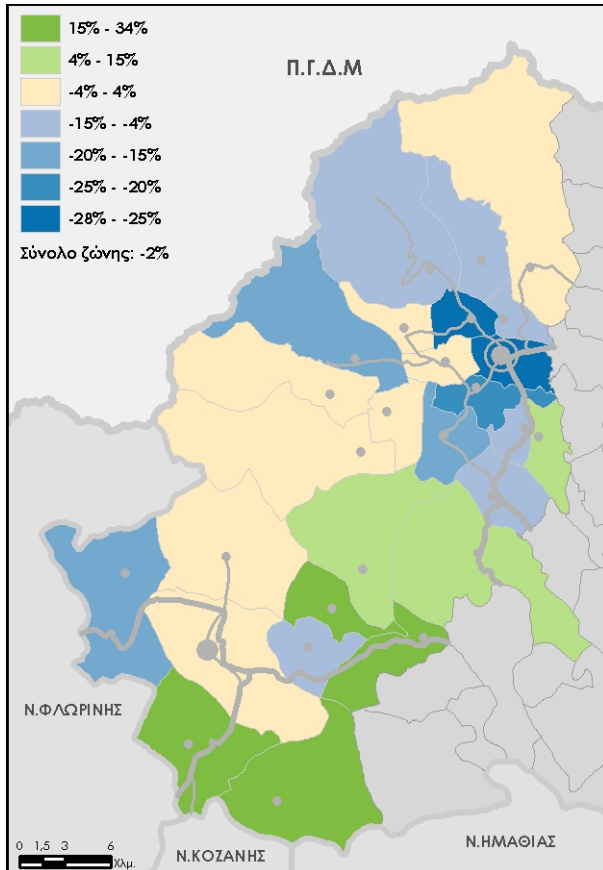 15% - 34%
4% - 15%
-4% - 4%
-15% - -4%
-20% - -15%
-25% - -20%
-28% - -25%
Σύνολο ζώνης: -2%
Π.Γ.Δ.Μ
Ν.ΦΛΩΡΙΝΗΣ
Ν.ΚΟΖΑΝΗΣ
Ν.ΗΜΑΘΙΑΣ
0 1,5 3 6
Χλμ.